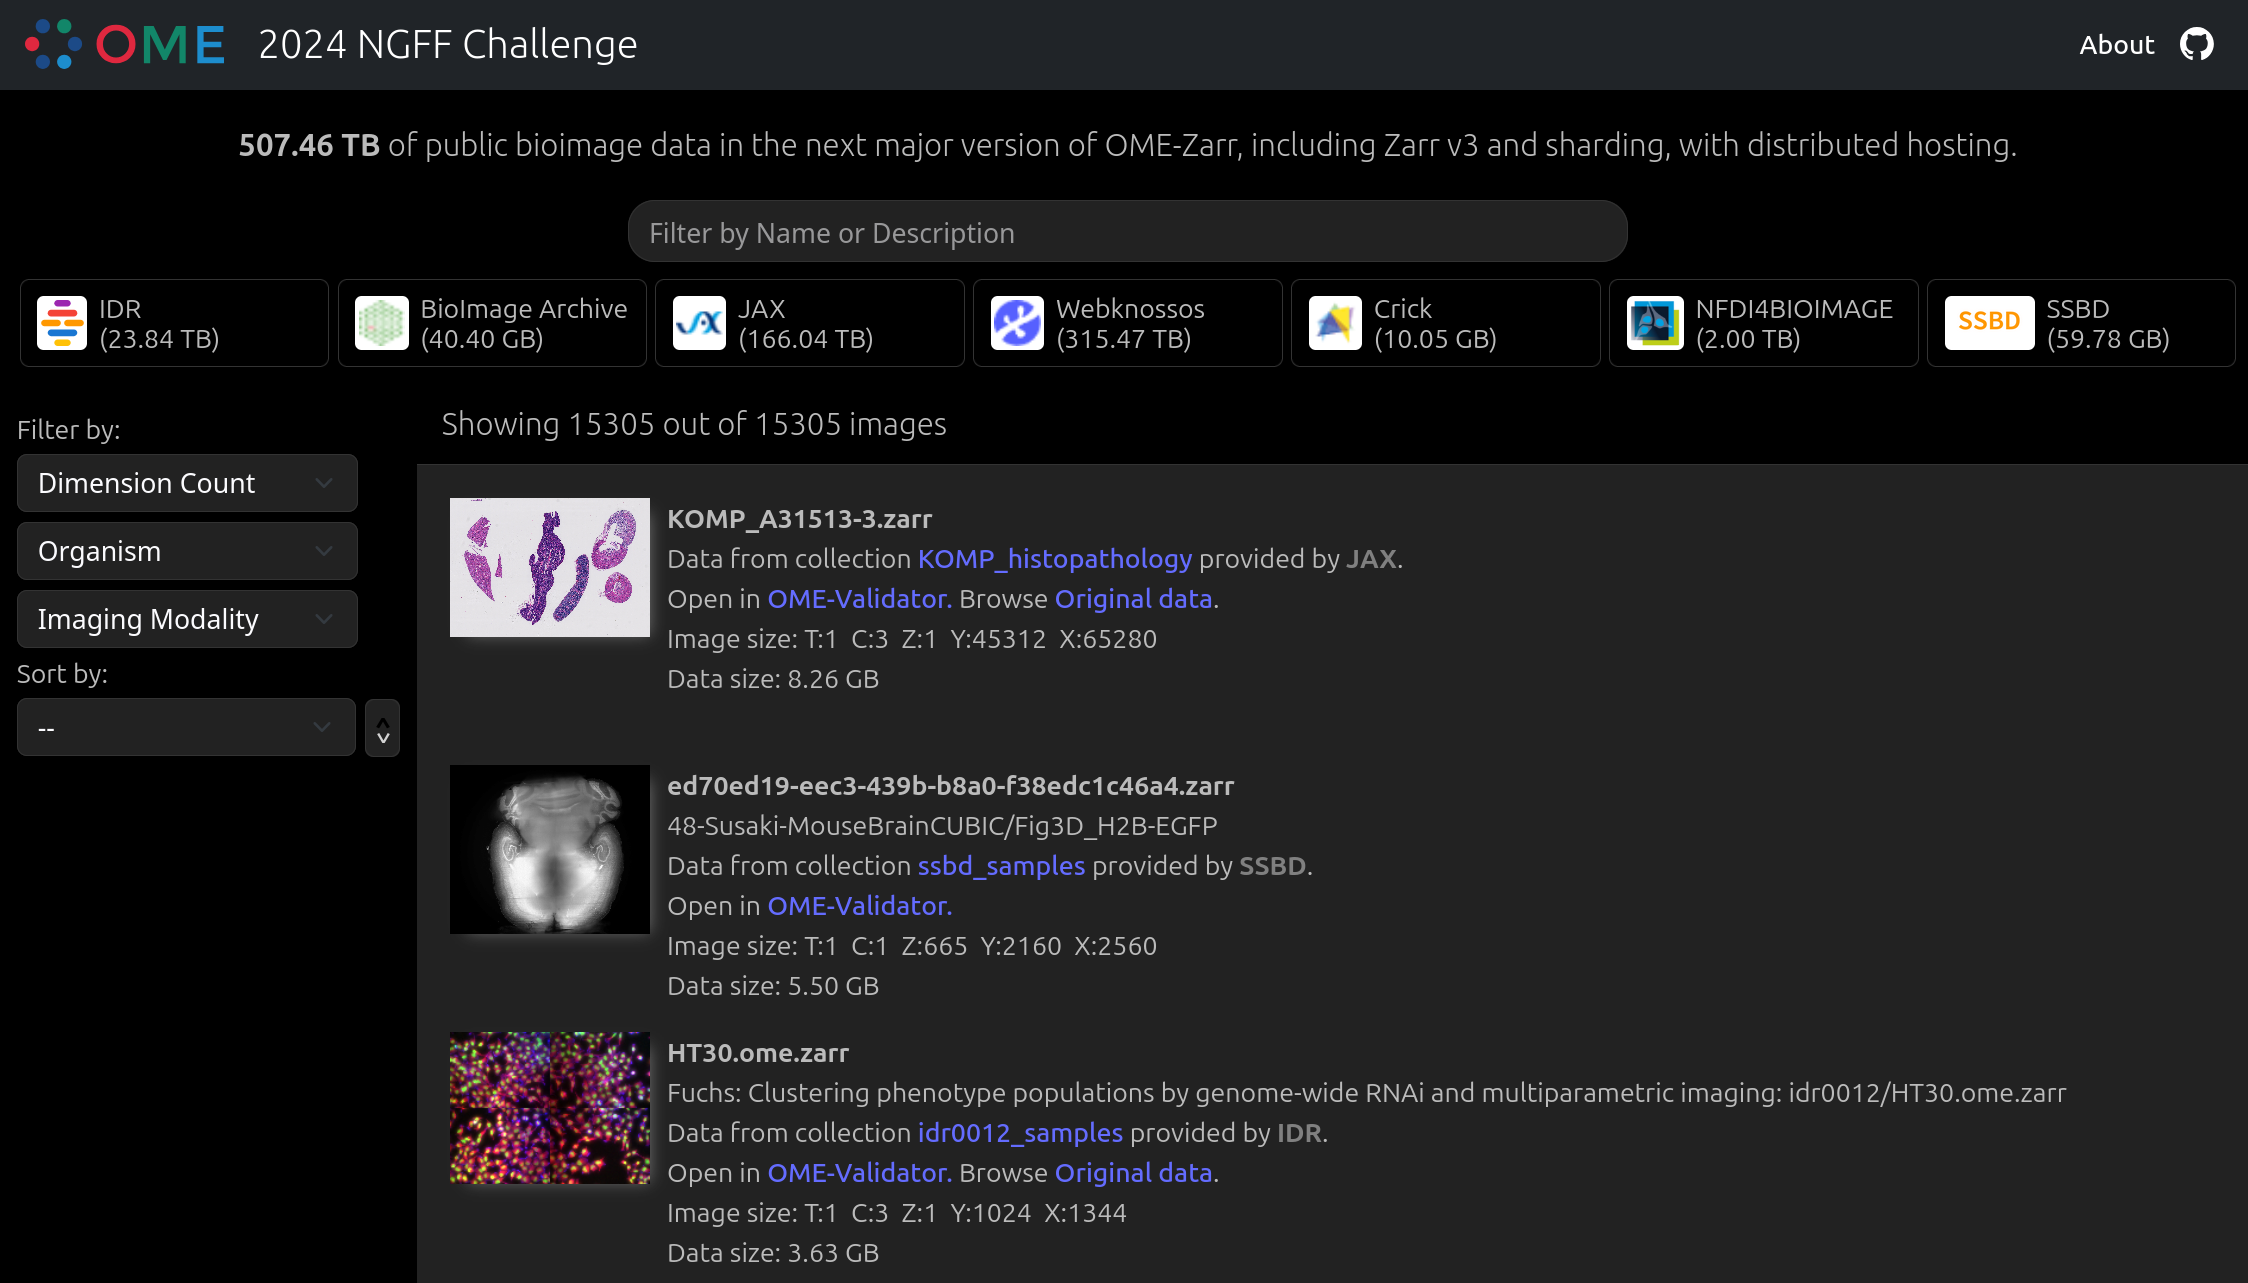 OME 2024 NGFF Challenge About
507.46 TB of public bioimage data in the next major version of OME-Zarr, including Zarr v3 and sharding, with distributed hosting.
Filter by Name or Description
IDR
(23.84 TB)
BioImage Archive
(40.40 GB)
JAX
(166.04 TB)
Webknossos
(315.47 TB)
Crick
(10.05 GB)
NFDI4BIOIMAGE
(2.00 TB)
SSBD
SSBD
(59.78 GB)
Filter by:
Dimension Count
Organism
Imaging Modality
Sort by:
--
Showing 15305 out of 15305 images
KOMP_A31513-3.zarr
Data from collection KOMP_histopathology provided by JAX.
Open in OME-Validator. Browse Original data.
Image size: T:1 C:3 Z:1 Y:45312 X:65280
Data size: 8.26 GB
ed70ed19-eec3-439b-b8a0-f38edc1c46a4.zarr
48-Susaki-MouseBrainCUBIC/Fig3D_H2B-EGFP
Data from collection ssbd_samples provided by SSBD.
Open in OME-Validator.
Image size: T:1 C:1 Z:665 Y:2160 X:2560
Data size: 5.50 GB
HT30.ome.zarr
Fuchs: Clustering phenotype populations by genome-wide RNAi and multiparametric imaging: idr0012/HT30.ome.zarr
Data from collection idr0012_samples provided by IDR.
Open in OME-Validator. Browse Original data.
Image size: T:1 C:3 Z:1 Y:1024 X:1344
Data size: 3.63 GB